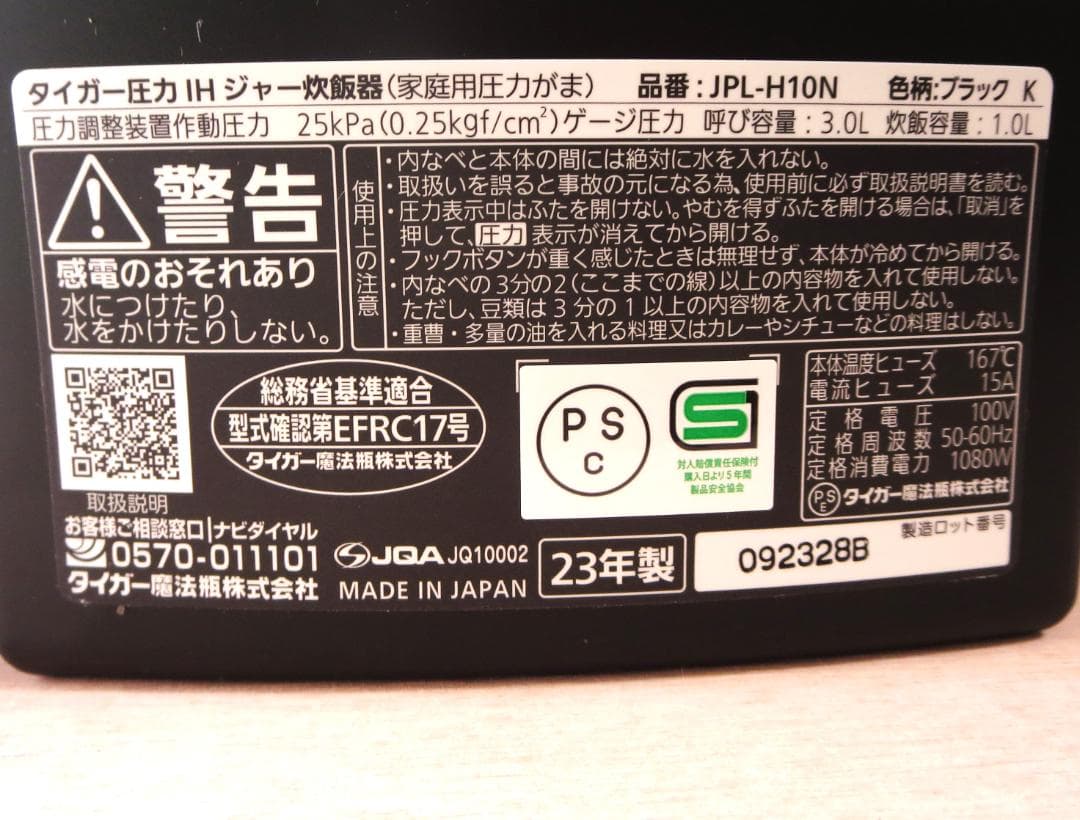 タイガー圧力IHジャー炊飯器(家庭用圧力がま) 品番:JPL-H10N 色柄:ブラック K
圧力調整装置作動圧力 25kPa(0.25kgf/cm²)ゲージ圧力 呼び容量:3.0L 炊飯容量:1.0L
警告
感電のおそれあり
水につけたり、
水をかけたりしない。
使用上の注意
・内なべと本体の間には絶対に水を入れない。
・取扱いを誤ると事故の元になる為、使用前に必ず取扱説明書を読む。
・圧力表示中はふたを開けない。やむを得ずふたを開ける場合は、「取消」を
押して、圧力 表示が消えてから開ける。
・フックボタンが重く感じたときは無理せず、本体が冷めてから開ける。
・内なべの3分の2(ここまでの線)以上の内容物を入れて使用しない。
ただし、豆類は3分の1以上の内容物を入れて使用しない。
・重曹・多量の油を入れる料理又はカレーやシチューなどの料理はしない。
取扱説明
お客様ご相談窓口|ナビダイヤル
0570-011101
タイガー魔法瓶株式会社
総務省基準適合
型式確認第EFRC17号
タイガー魔法瓶株式会社
JQA JQ10002
MADE IN JAPAN
23年製
PS
C
S
対人賠償責任保険付
購入日より5年間
製品安全協会
本体温度ヒューズ 167℃
電流ヒューズ 15A
定格電圧 100V
定格周波数 50-60Hz
定格消費電力 1080W
PSE タイガー魔法瓶株式会社
製造ロット番号
092328B